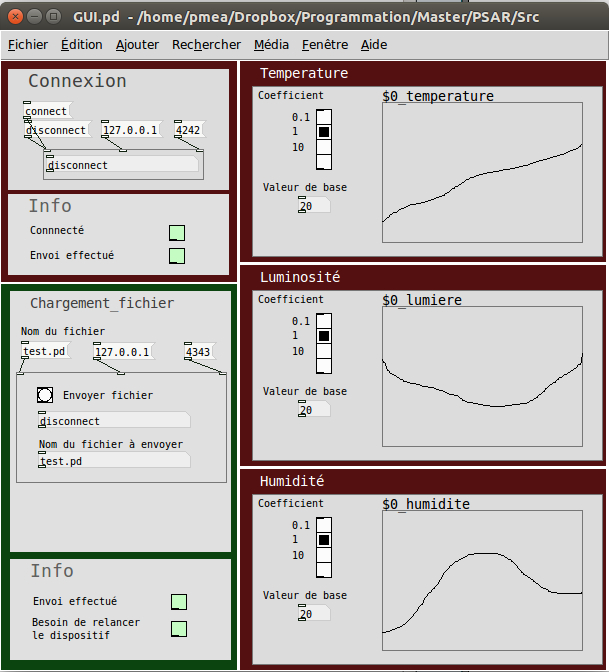 GUI.pd - /home/pmea/Dropbox/Programmation/Master/PSAR/Src
Fichier Édition Ajouter Rechercher Média Fenêtre Aide
Connexion
connect
disconnect 127.0.0.1 4242
disconnect
Info
Connnecté
Envoi effectué
Chargement_fichier
Nom du fichier
test.pd 127.0.0.1 4343
Envoyer fichier
disconnect
Nom du fichier à envoyer
test.pd
Info
Envoi effectué
Besoin de relancer
le dispositif
Temperature
Coefficient
0.1
1
10
Valeur de base
20
$0_temperature
Luminosité
Coefficient
0.1
1
10
Valeur de base
20
$0_lumiere
Humidité
Coefficient
0.1
1
10
Valeur de base
20
$0_humidite